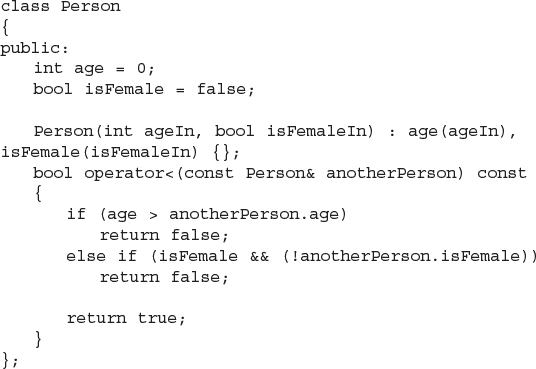 class Person
{
public:
    int age = 0;
    bool isFemale = false;

    Person(int ageIn, bool isFemaleIn) : age(ageIn),
isFemale(isFemaleIn) {};
    bool operator<(const Person& anotherPerson) const
    {
        if (age > anotherPerson.age)
            return false;
        else if (isFemale && (!anotherPerson.isFemale))
            return false;

        return true;
    }
};